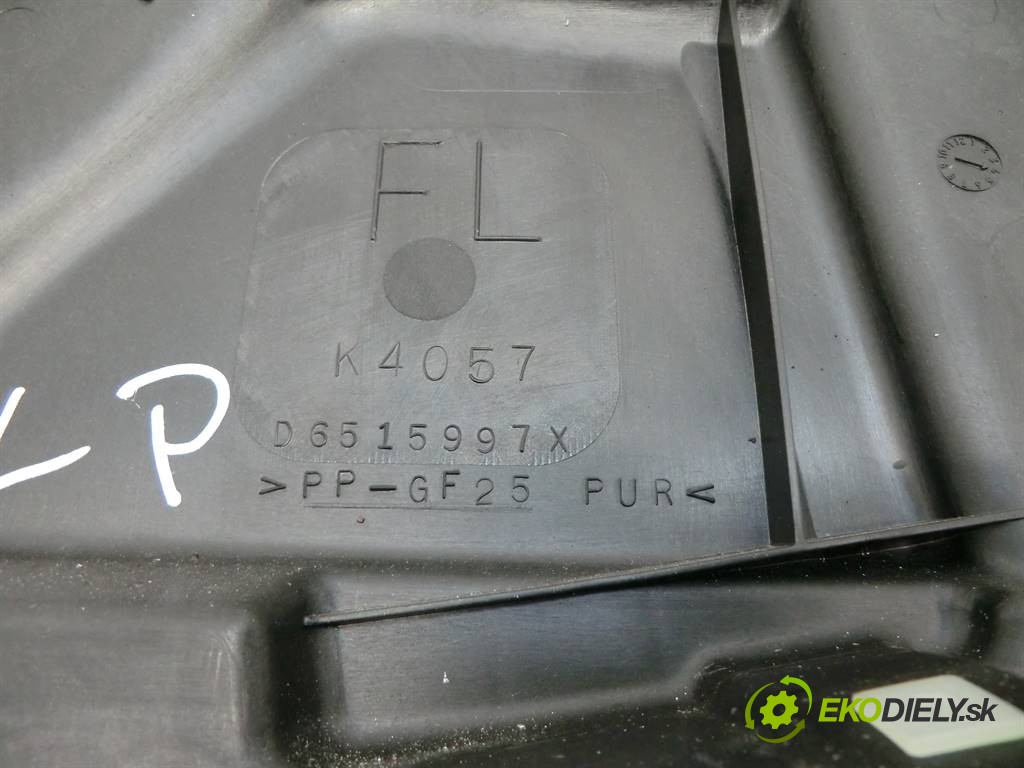 FL
K4057
D6515997X
>PP-GF25 PUR<
LP
EKODIELY.sk